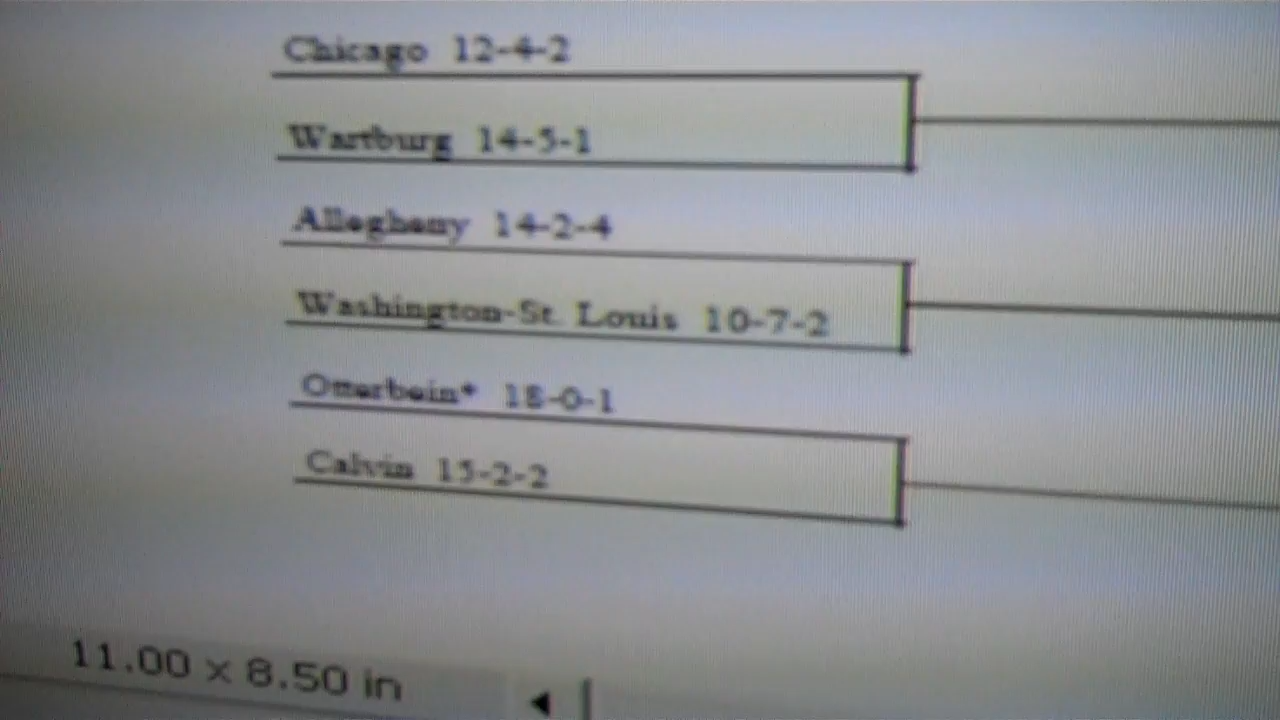 Chicago 12-4-2
Wartburg 14-5-1
Allegheny 14-2-4
Washington-St. Louis 10-7-2
Otterbein* 18-0-1
Calvin 15-2-2
11.00 x 8.50 in